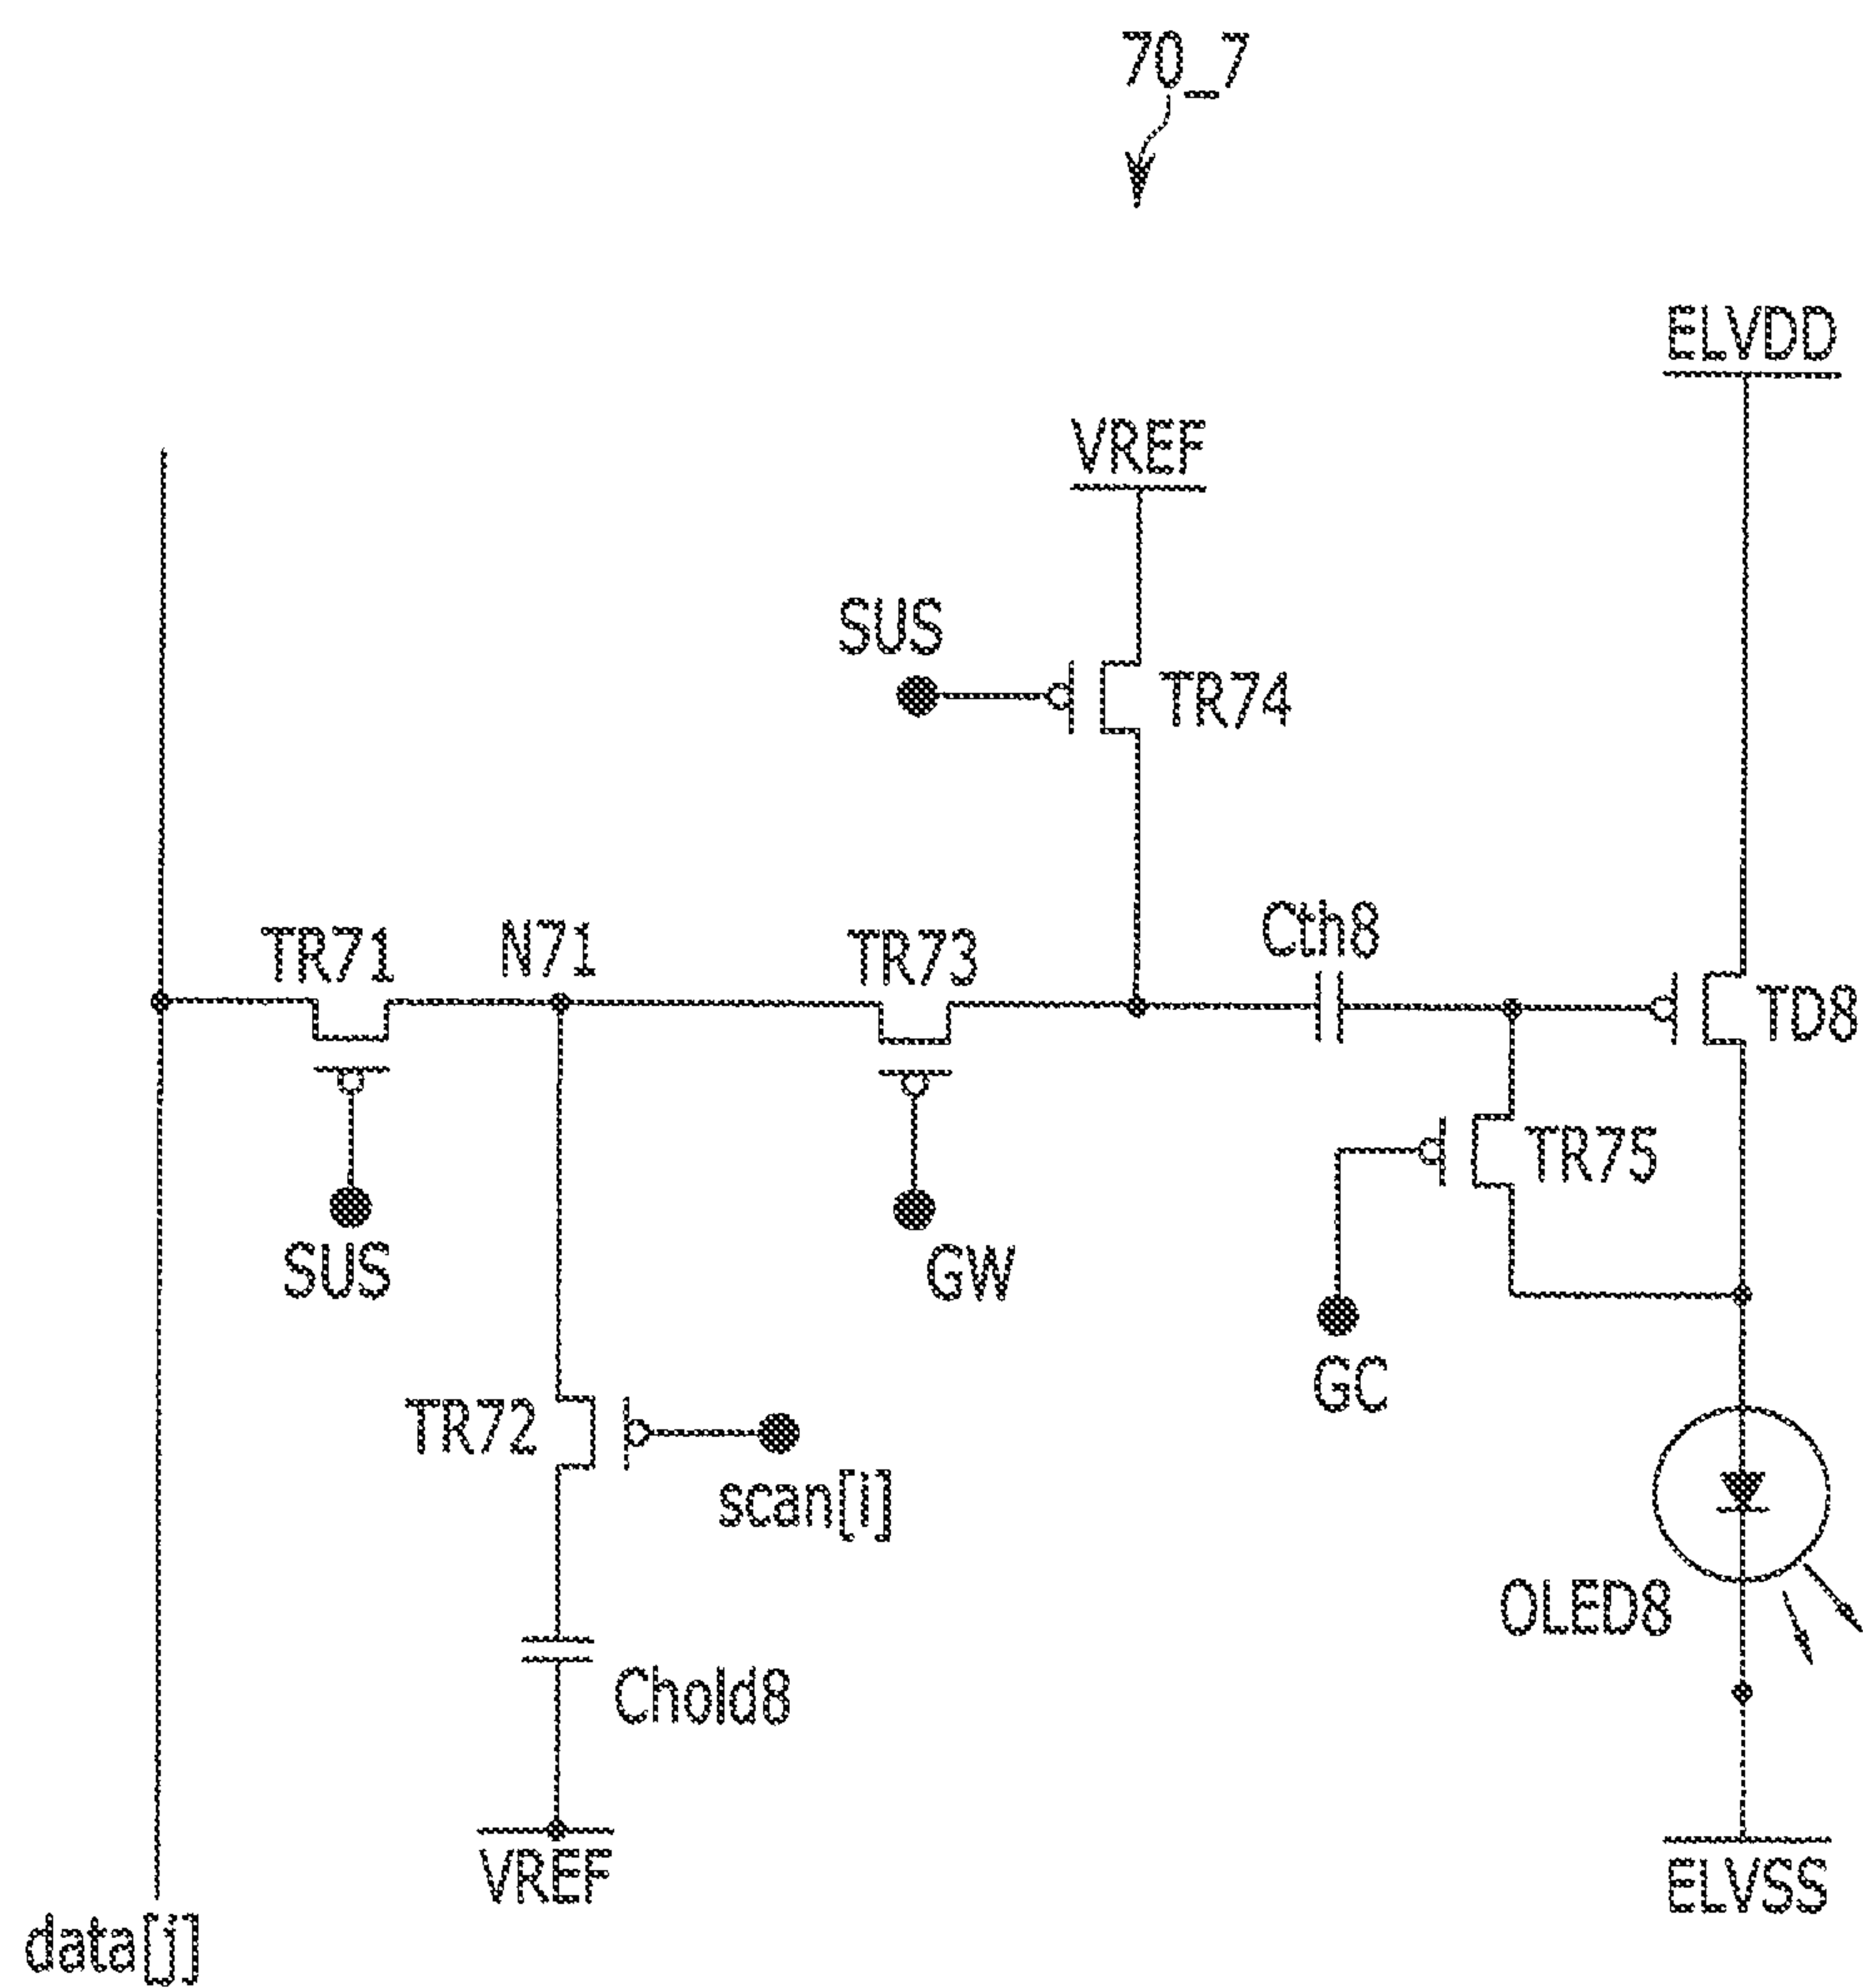 70_7
ELVDD
VREF
SUS
TR74
TR71
N71
TR73
Cth8
TD8
TR75
SUS
GW
GC
TR72
scan[i]
OLED8
Chold8
VREF
ELVSS
data[j]